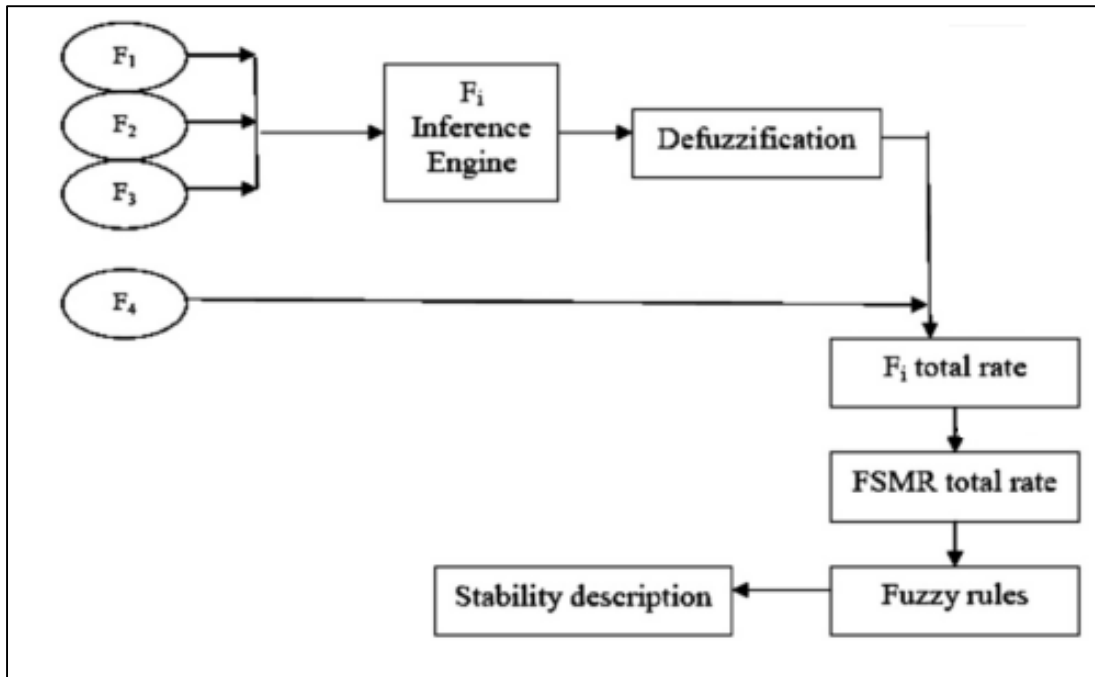 F₁
F₂
F₃
F₄
Fᵢ
Inference
Engine
Defuzzification
Fᵢ total rate
FSMR total rate
Fuzzy rules
Stability description